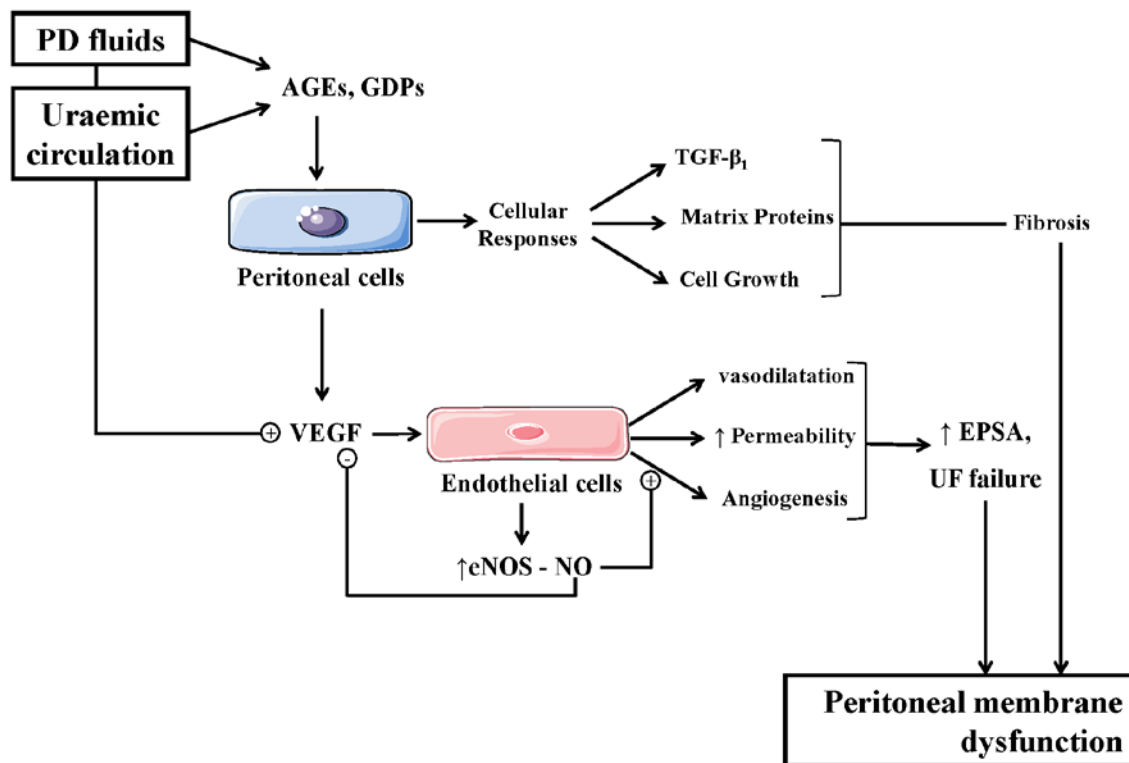 PD fluids
Uraemic
circulation
AGEs, GDPs
Peritoneal cells
Cellular
Responses
TGF-β₁
Matrix Proteins
Cell Growth
Fibrosis
+ VEGF
-
Endothelial cells
+
↑eNOS - NO
vasodilatation
↑ Permeability
Angiogenesis
↑ EPSA,
UF failure
Peritoneal membrane
dysfunction